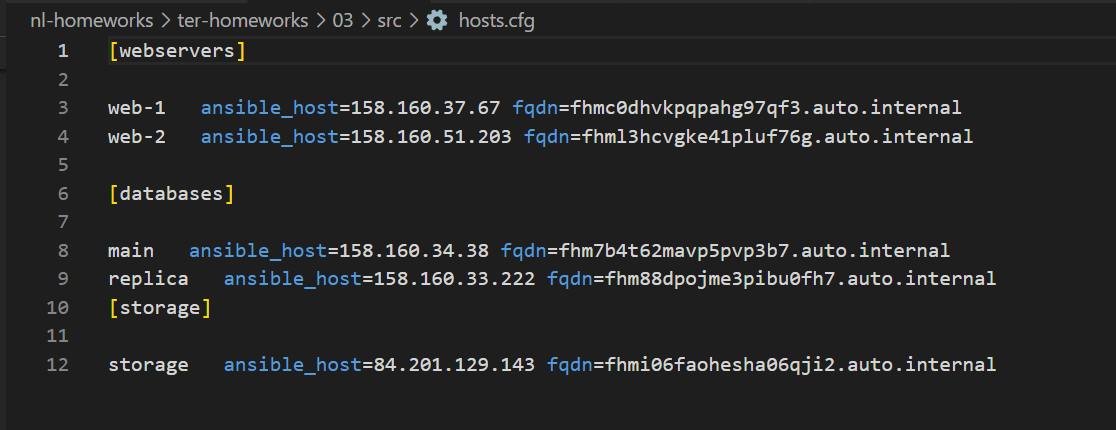 nl-homeworks > ter-homeworks > 03 > src > hosts.cfg
1 [webservers]
2
3 web-1 ansible_host=158.160.37.67 fqdn=fhmc0dhvkpqpahg97qf3.auto.internal
4 web-2 ansible_host=158.160.51.203 fqdn=fhml3hcvgke41pluf76g.auto.internal
5
6 [databases]
7
8 main ansible_host=158.160.34.38 fqdn=fhm7b4t62mavp5pvp3b7.auto.internal
9 replica ansible_host=158.160.33.222 fqdn=fhm88dpojme3pibu0fh7.auto.internal
10 [storage]
11
12 storage ansible_host=84.201.129.143 fqdn=fhmi06faohesha06qji2.auto.internal